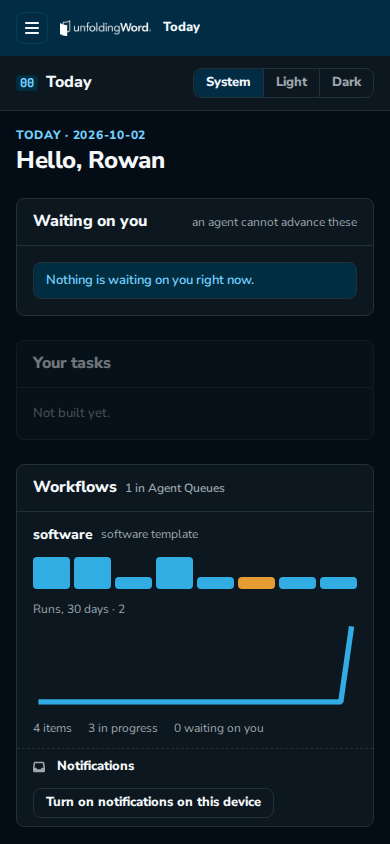 unfoldingWord. Today
00 Today System Light Dark
TODAY · 2026-10-02
Hello, Rowan
Waiting on you an agent cannot advance these
Nothing is waiting on you right now.
Your tasks
Not built yet.
Workflows 1 in Agent Queues
software software template
Runs, 30 days · 2
4 items 3 in progress 0 waiting on you
Notifications
Turn on notifications on this device